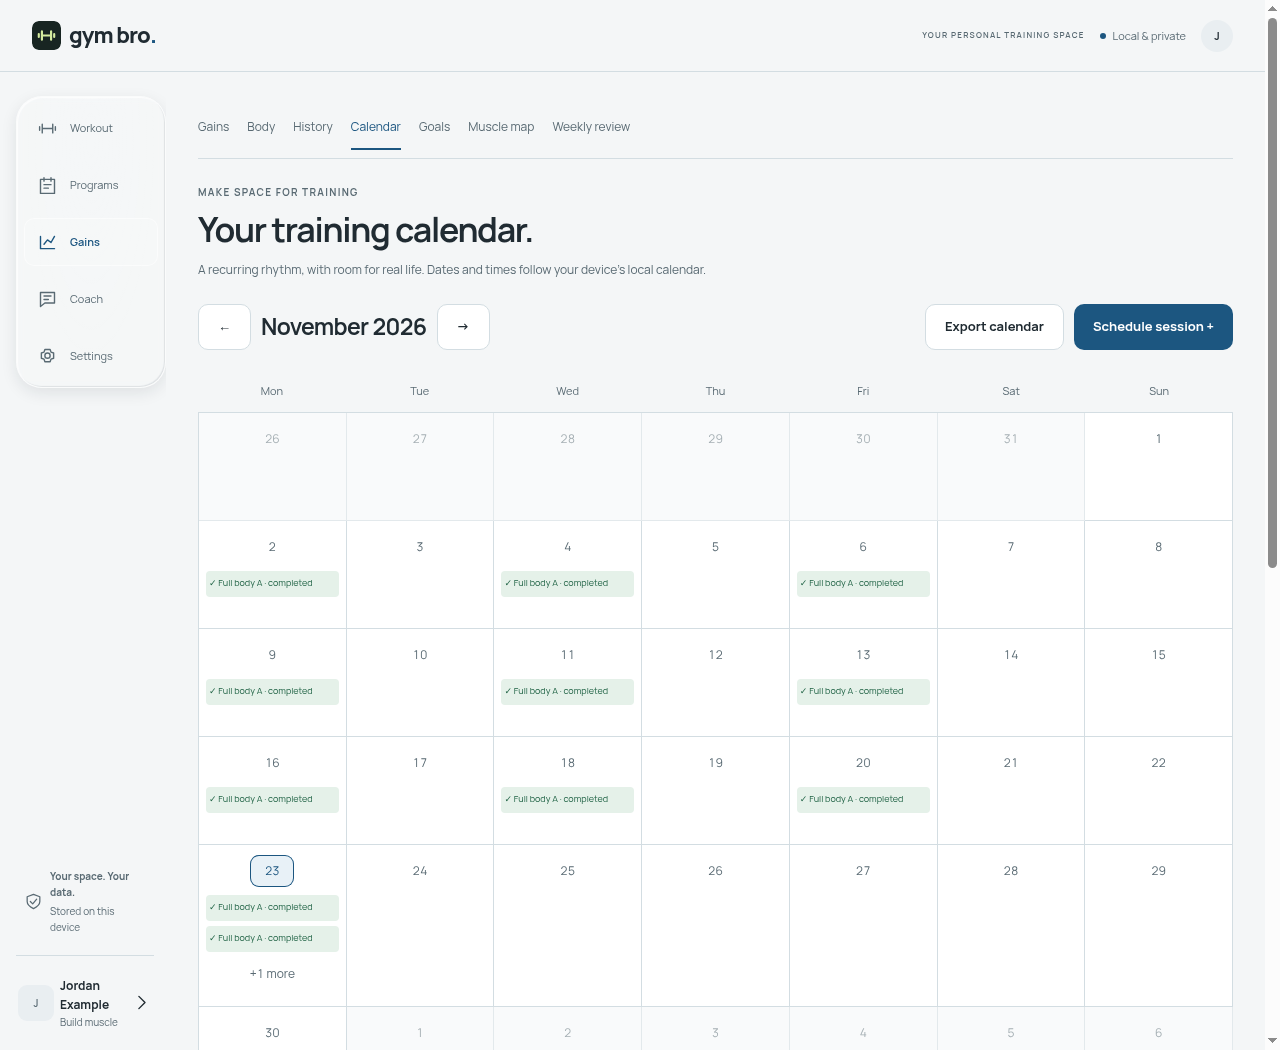 gym bro.
YOUR PERSONAL TRAINING SPACE
Local & private
J
Workout
Programs
Gains
Coach
Settings
Gains Body History Calendar Goals Muscle map Weekly review
MAKE SPACE FOR TRAINING
Your training calendar.
A recurring rhythm, with room for real life. Dates and times follow your device's local calendar.
← November 2026 →
Export calendar
Schedule session +
Mon Tue Wed Thu Fri Sat Sun
26 27 28 29 30 31 1
2 3 4 5 6 7 8
✓ Full body A · completed ✓ Full body A · completed ✓ Full body A · completed
9 10 11 12 13 14 15
✓ Full body A · completed ✓ Full body A · completed ✓ Full body A · completed
16 17 18 19 20 21 22
✓ Full body A · completed ✓ Full body A · completed ✓ Full body A · completed
23 24 25 26 27 28 29
✓ Full body A · completed
✓ Full body A · completed
+1 more
30 1 2 3 4 5 6
Your space. Your
data.
Stored on this
device
J
Jordan
Example
Build muscle